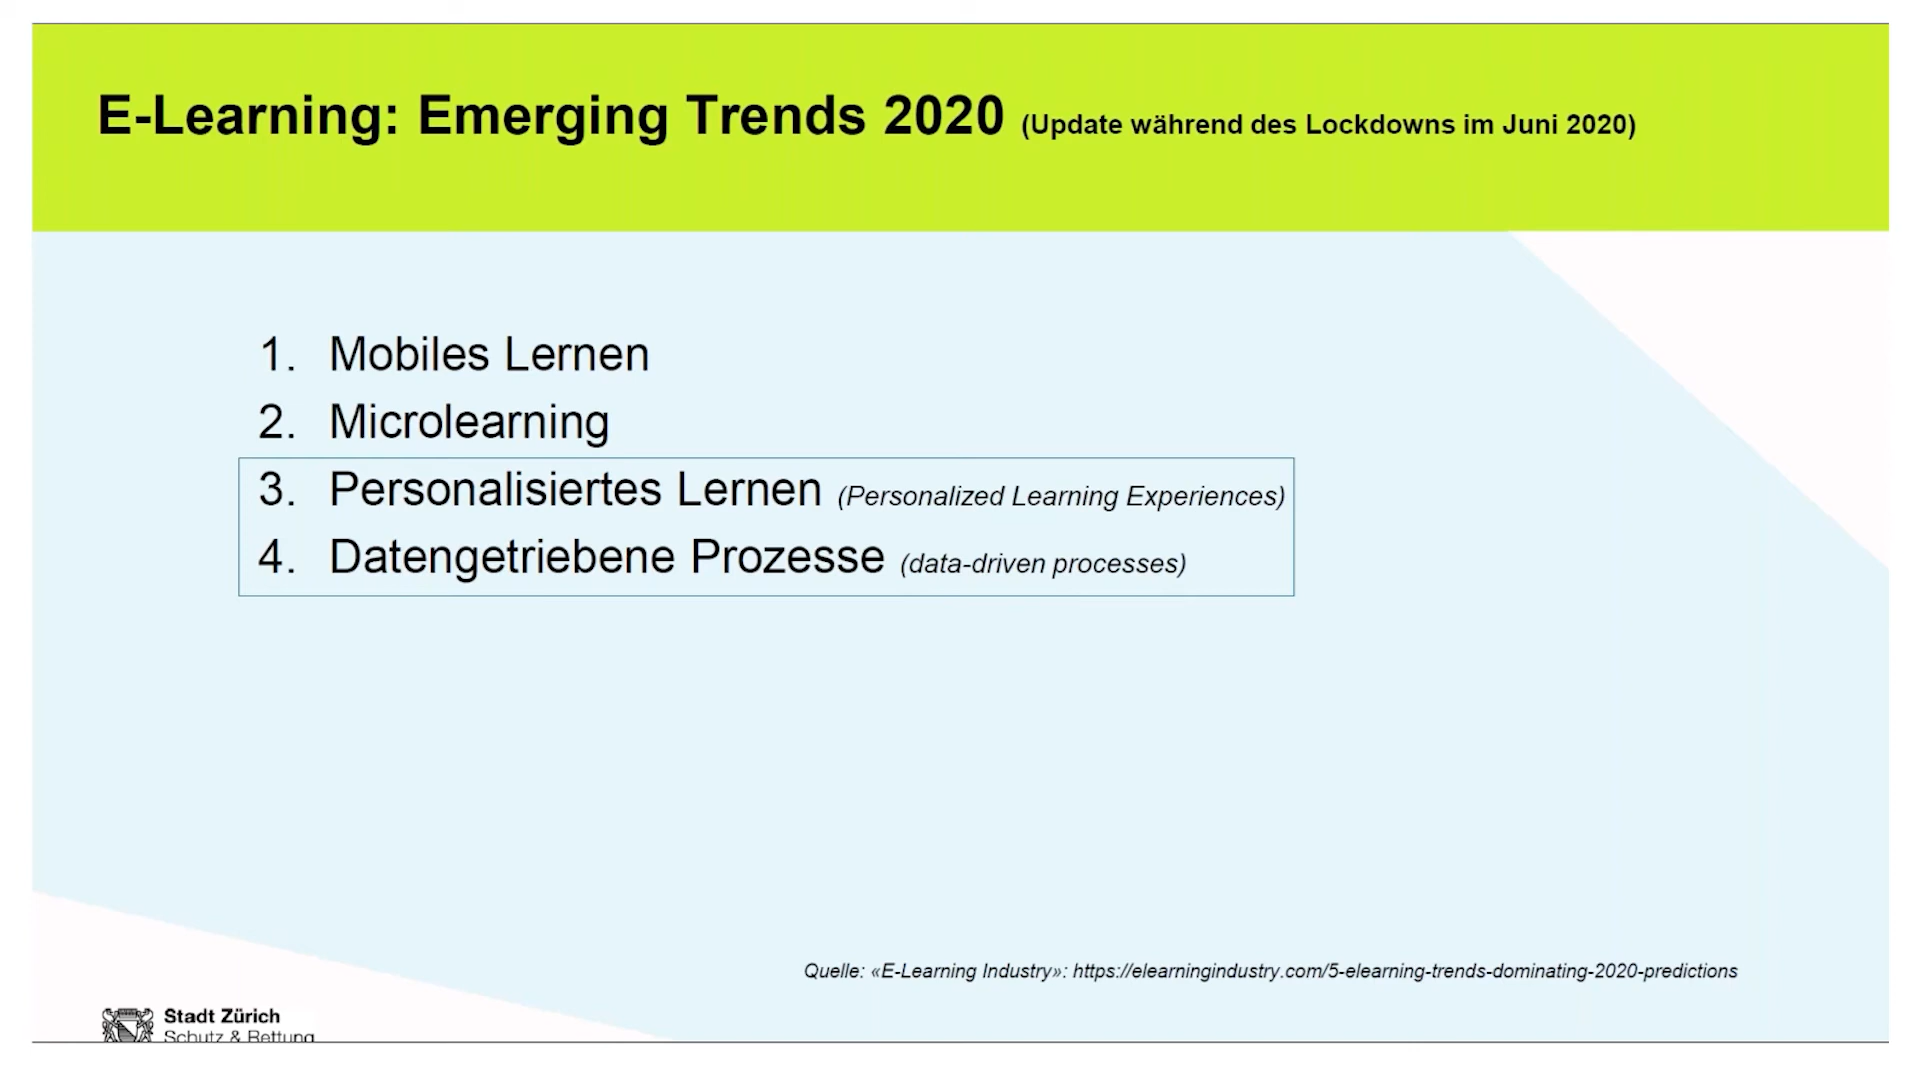 E-Learning: Emerging Trends 2020 (Update während des Lockdowns im Juni 2020)
1. Mobiles Lernen
2. Microlearning
3. Personalisiertes Lernen (Personalized Learning Experiences)
4. Datengetriebene Prozesse (data-driven processes)
Quelle: «E-Learning Industry»: https://elearningindustry.com/5-elearning-trends-dominating-2020-predictions
Stadt Zürich
Schutz & Rettung